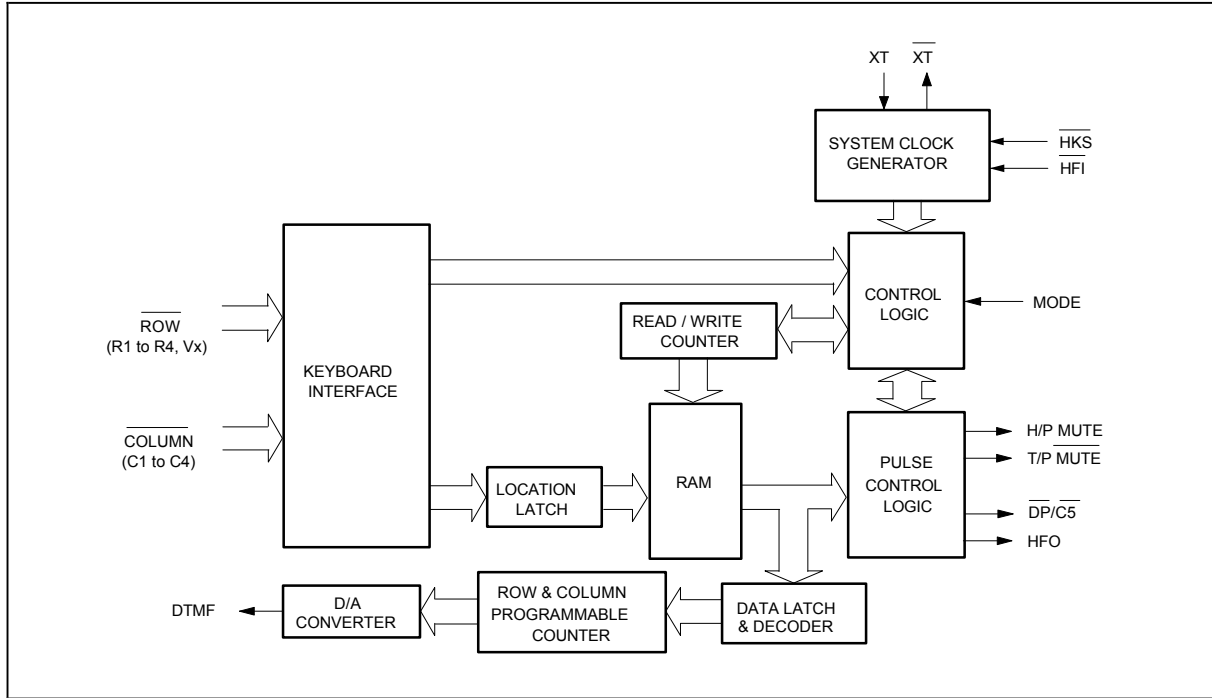 XT XT
SYSTEM CLOCK
GENERATOR
HKS
HFI
ROW
(R1 to R4, Vx)
COLUMN
(C1 to C4)
KEYBOARD
INTERFACE
READ / WRITE
COUNTER
CONTROL
LOGIC
MODE
LOCATION
LATCH
RAM
PULSE
CONTROL
LOGIC
H/P MUTE
T/P MUTE
DP/C5
HFO
DTMF
D/A
CONVERTER
ROW & COLUMN
PROGRAMMABLE
COUNTER
DATA LATCH
& DECODER